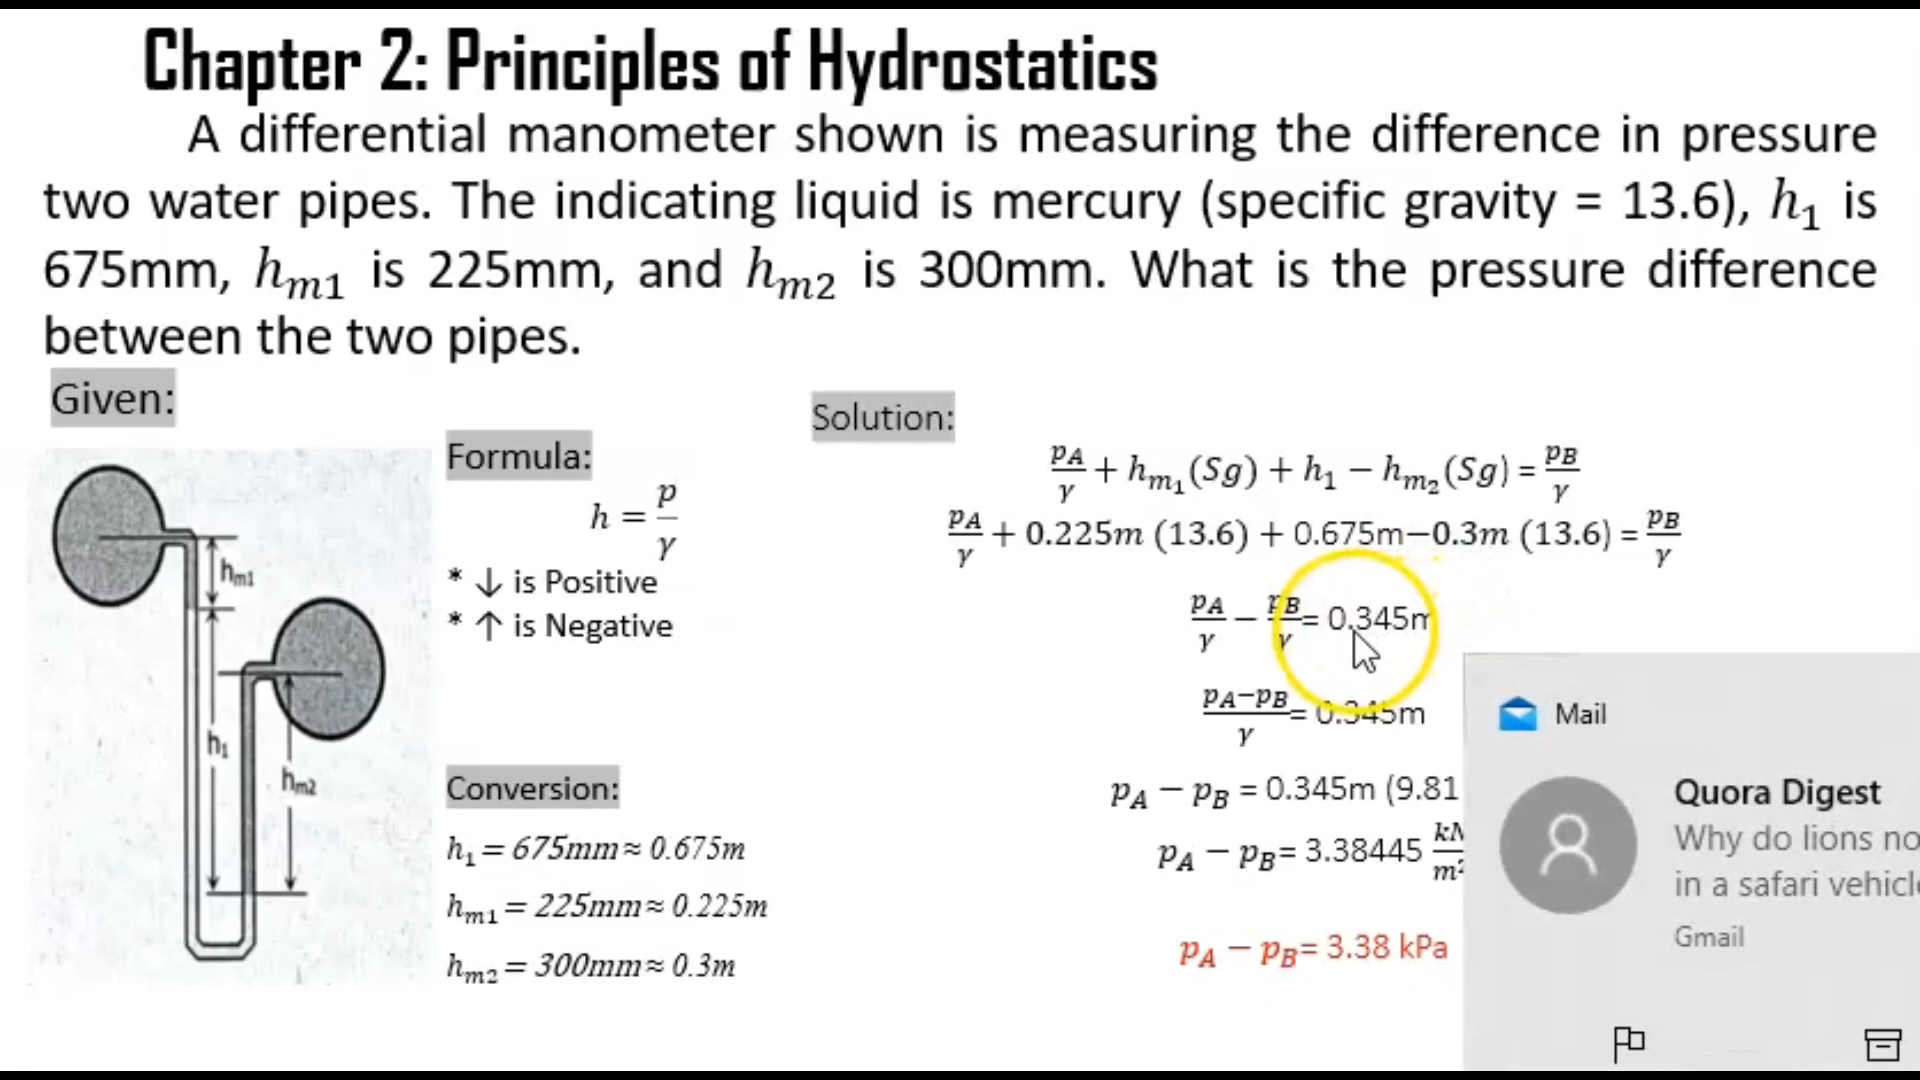 Chapter 2: Principles of Hydrostatics
A differential manometer shown is measuring the difference in pressure
two water pipes. The indicating liquid is mercury (specific gravity = 13.6), h₁ is
675mm, hₘ₁ is 225mm, and hₘ₂ is 300mm. What is the pressure difference
between the two pipes.
Given:
hm1
h₁
hm2
Formula:
h = p/γ
* ↓ is Positive
* ↑ is Negative
Conversion:
h₁ = 675mm ≈ 0.675m
hₘ₁ = 225mm ≈ 0.225m
hₘ₂ = 300mm ≈ 0.3m
Solution:
pA/γ + hₘ₁(Sg) + h₁ − hₘ₂(Sg) = pB/γ
pA/γ + 0.225m (13.6) + 0.675m−0.3m (13.6) = pB/γ
pA/γ − pB/γ = 0.345m
pA−pB/γ = 0.345m
pA − pB = 0.345m (9.81
pA − pB = 3.38445 kN/m²
pA − pB= 3.38 kPa
Mail
Quora Digest
Why do lions no
in a safari vehicl
Gmail